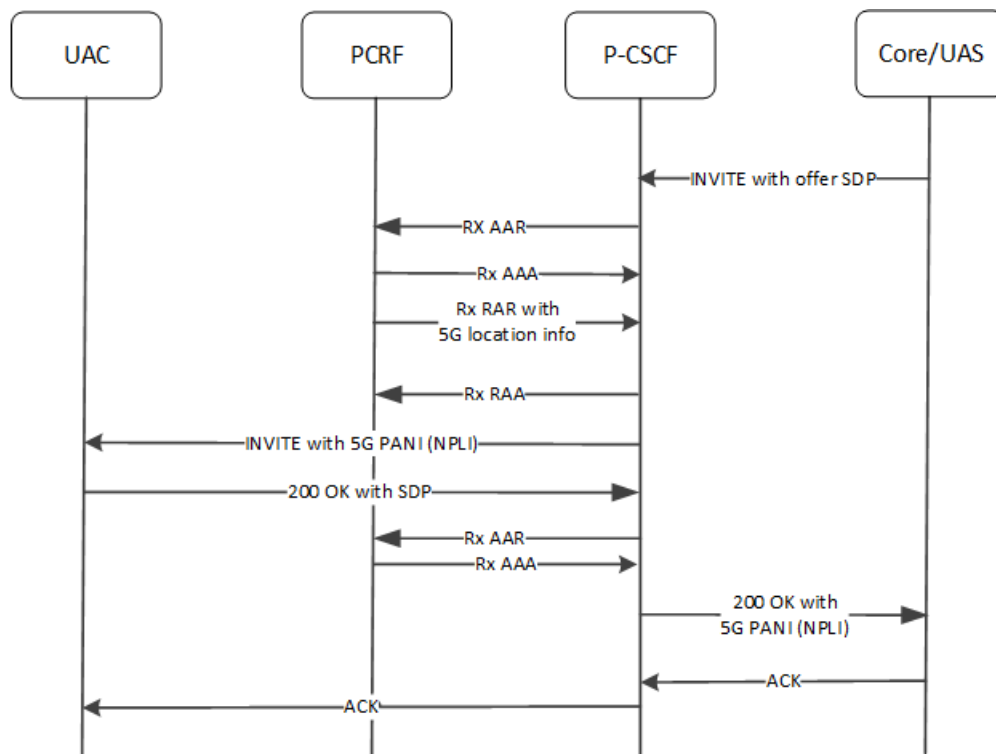 UAC
PCRF
P-CSCF
Core/UAS
INVITE with offer SDP
RX AAR
Rx AAA
Rx RAR with
5G location info
Rx RAA
INVITE with 5G PANI (NPLI)
200 OK with SDP
Rx AAR
Rx AAA
200 OK with
5G PANI (NPLI)
ACK
ACK